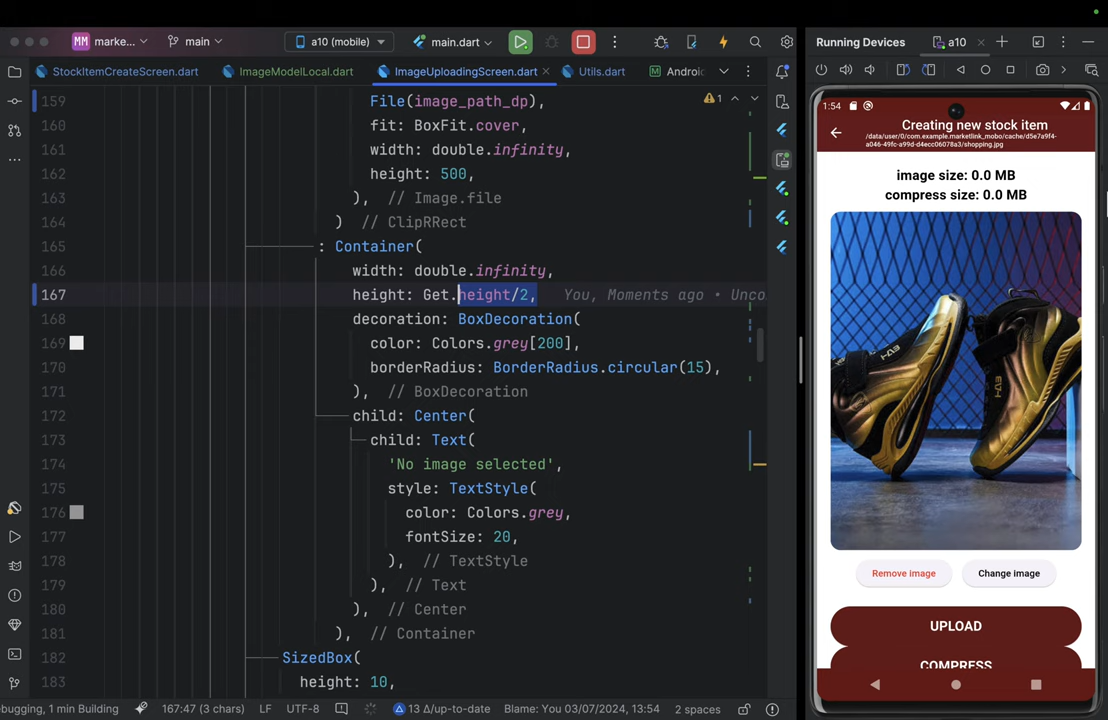 MM marke...
main
a10 (mobile)
main.dart
Running Devices
a10
StockItemCreateScreen.dart
ImageModelLocal.dart
ImageUploadingScreen.dart
Utils.dart
M Androi
159 File(image_path_dp),
160 fit: BoxFit.cover,
161 width: double.infinity,
162 height: 500,
163 ), // Image.file
164 ) // ClipRRect
165 : Container(
166 width: double.infinity,
167 height: Get.height/2, You, Moments ago • Unco
168 decoration: BoxDecoration(
169 color: Colors.grey[200],
170 borderRadius: BorderRadius.circular(15),
171 ), // BoxDecoration
172 child: Center(
173 child: Text(
174 'No image selected',
175 style: TextStyle(
176 color: Colors.grey,
177 fontSize: 20,
178 ), // TextStyle
179 ), // Text
180 ), // Center
181 ), // Container
182 SizedBox(
183 height: 10,
1
1:54
Creating new stock item
/data/user/0/com.example.marketlink_mobo/cache/d5e7a9f4-
a046-49fc-a99d-d4ecc06078a3/shopping.jpg
image size: 0.0 MB
compress size: 0.0 MB
Remove image
Change image
UPLOAD
COMPRESS
bugging, 1 min Building
167:47 (3 chars)
LF
UTF-8
13 Δ/up-to-date
Blame: You 03/07/2024, 13:54
2 spaces